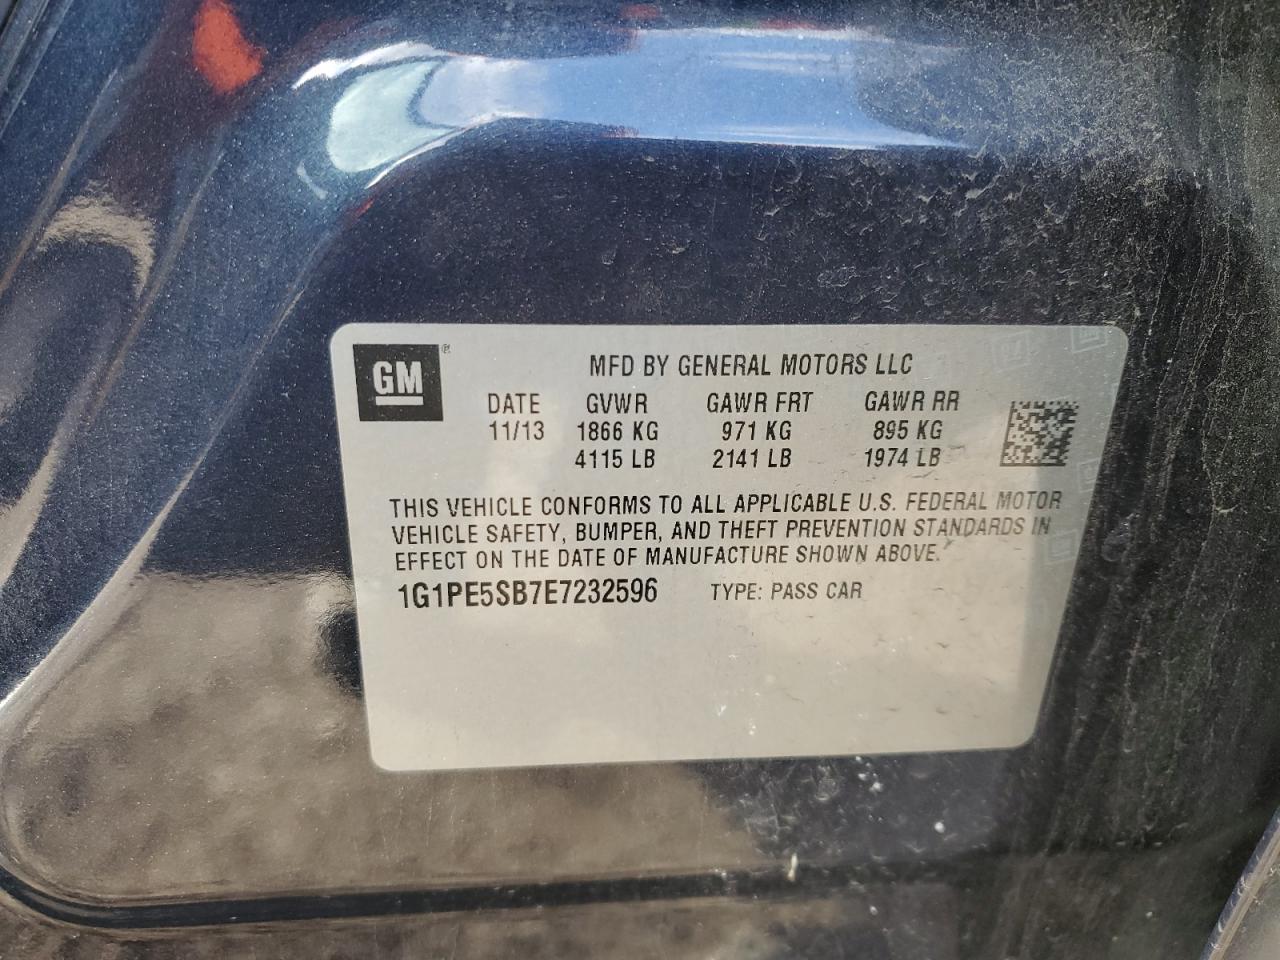 GM®
MFD BY GENERAL MOTORS LLC
DATE GVWR GAWR FRT GAWR RR
11/13 1866 KG 971 KG 895 KG
4115 LB 2141 LB 1974 LB
THIS VEHICLE CONFORMS TO ALL APPLICABLE U.S. FEDERAL MOTOR
VEHICLE SAFETY, BUMPER, AND THEFT PREVENTION STANDARDS IN
EFFECT ON THE DATE OF MANUFACTURE SHOWN ABOVE.
1G1PE5SB7E7232596 TYPE: PASS CAR